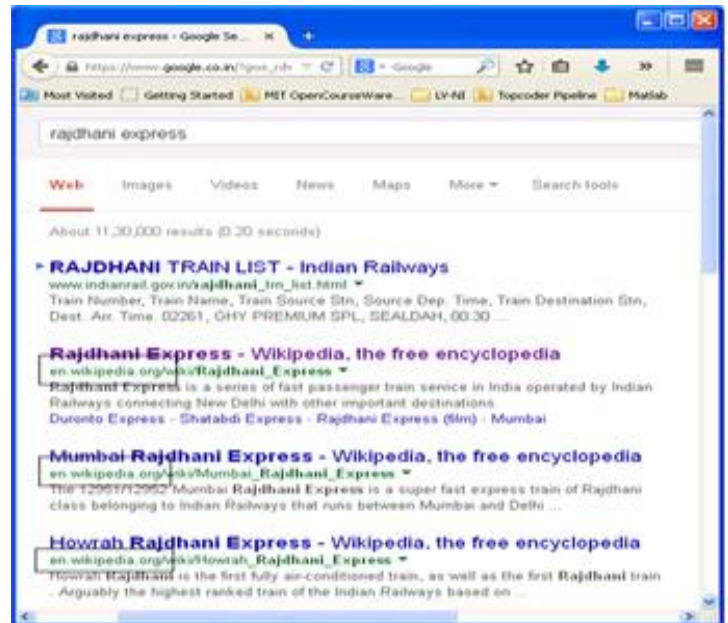 rajdhani express - Google Se...
https://www.google.co.in/?gws_rd=
Google
Most Visited Getting Started MIT OpenCourseWare... LV-NI Topcoder Pipeline Matlab
rajdhani express
Web Images Videos News Maps More Search tools
About 11,30,000 results (0.20 seconds)
RAJDHANI TRAIN LIST - Indian Railways
www.indianrail.gov.in/rajdhani_trn_list.html
Train Number, Train Name, Train Source Stn, Source Dep. Time, Train Destination Stn,
Dest. Arr. Time. 02261, GHY PREMIUM SPL, SEALDAH, 00:30 ...
Rajdhani Express - Wikipedia, the free encyclopedia
en.wikipedia.org/wiki/Rajdhani_Express
Rajdhani Express is a series of fast passenger train service in India operated by Indian
Railways connecting New Delhi with other important destinations.
Duronto Express - Shatabdi Express - Rajdhani Express (film) - Mumbai
Mumbai Rajdhani Express - Wikipedia, the free encyclopedia
en.wikipedia.org/wiki/Mumbai_Rajdhani_Express
The 12951/12952 Mumbai Rajdhani Express is a super fast express train of Rajdhani
class belonging to Indian Railways that runs between Mumbai and Delhi ...
Howrah Rajdhani Express - Wikipedia, the free encyclopedia
en.wikipedia.org/wiki/Howrah_Rajdhani_Express
Howrah Rajdhani is the first fully air-conditioned train, as well as the first Rajdhani train
. Arguably the highest ranked train of the Indian Railways based on ...